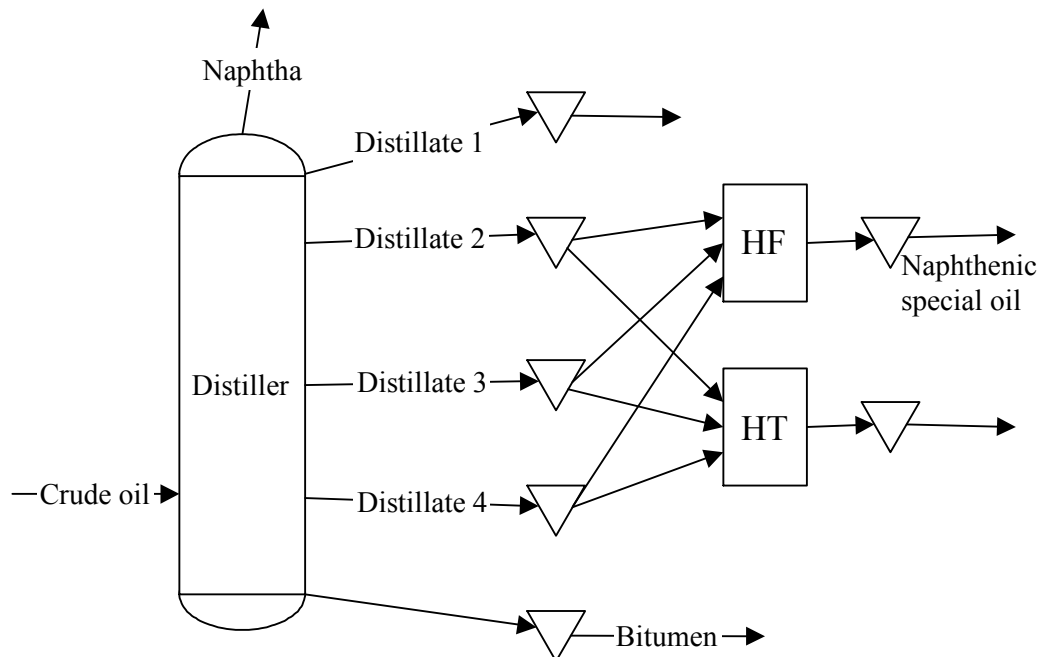 Naphtha
Distillate 1
Distillate 2
HF
Naphthenic
special oil
Distiller
Distillate 3
HT
Crude oil
Distillate 4
Bitumen